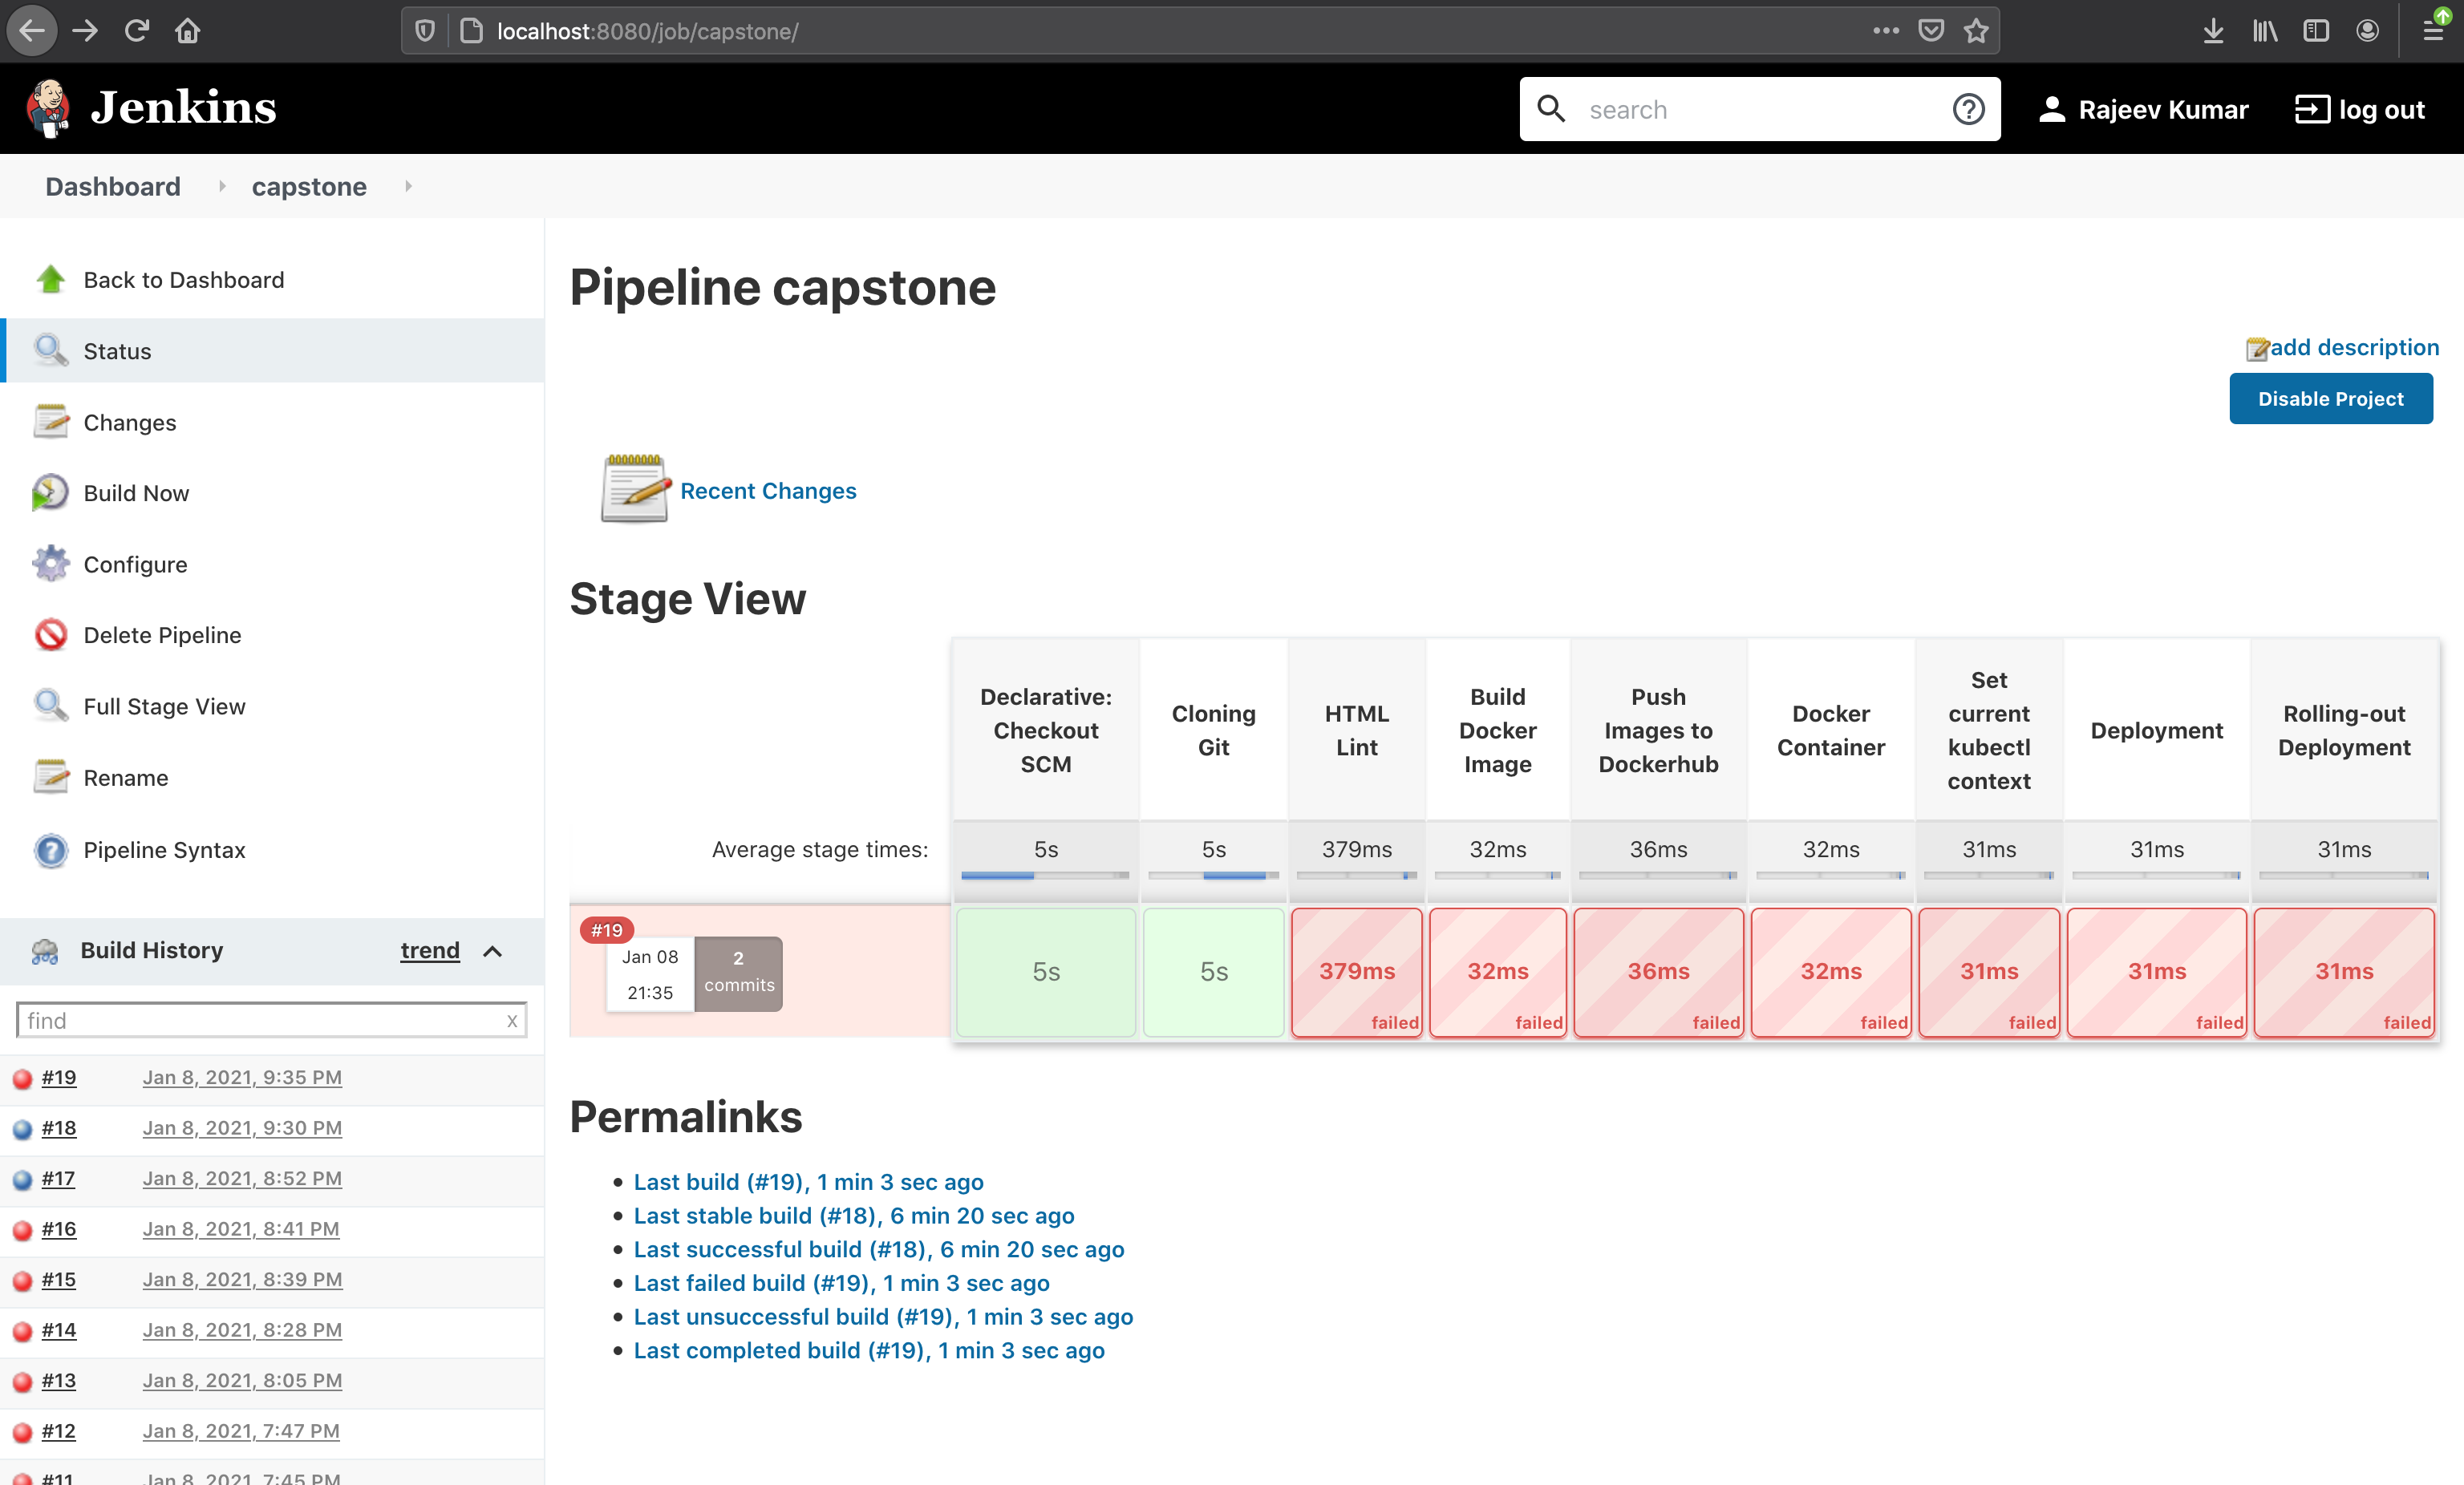 localhost:8080/job/capstone/
Jenkins
search
Rajeev Kumar
log out
Dashboard
capstone
Back to Dashboard
Status
Changes
Build Now
Configure
Delete Pipeline
Full Stage View
Rename
Pipeline Syntax
Build History
trend
find
x
#19 Jan 8, 2021, 9:35 PM
#18 Jan 8, 2021, 9:30 PM
#17 Jan 8, 2021, 8:52 PM
#16 Jan 8, 2021, 8:41 PM
#15 Jan 8, 2021, 8:39 PM
#14 Jan 8, 2021, 8:28 PM
#13 Jan 8, 2021, 8:05 PM
#12 Jan 8, 2021, 7:47 PM
#11 Jan 8, 2021, 7:45 PM
Pipeline capstone
add description
Disable Project
Recent Changes
Stage View
Declarative:
Checkout
SCM
Cloning
Git
HTML
Lint
Build
Docker
Image
Push
Images to
Dockerhub
Docker
Container
Set
current
kubectl
context
Deployment
Rolling-out
Deployment
Average stage times:
5s
5s
379ms
32ms
36ms
32ms
31ms
31ms
31ms
#19
Jan 08
21:35
2
commits
5s
5s
379ms
failed
32ms
failed
36ms
failed
32ms
failed
31ms
failed
31ms
failed
31ms
failed
Permalinks
Last build (#19), 1 min 3 sec ago
Last stable build (#18), 6 min 20 sec ago
Last successful build (#18), 6 min 20 sec ago
Last failed build (#19), 1 min 3 sec ago
Last unsuccessful build (#19), 1 min 3 sec ago
Last completed build (#19), 1 min 3 sec ago